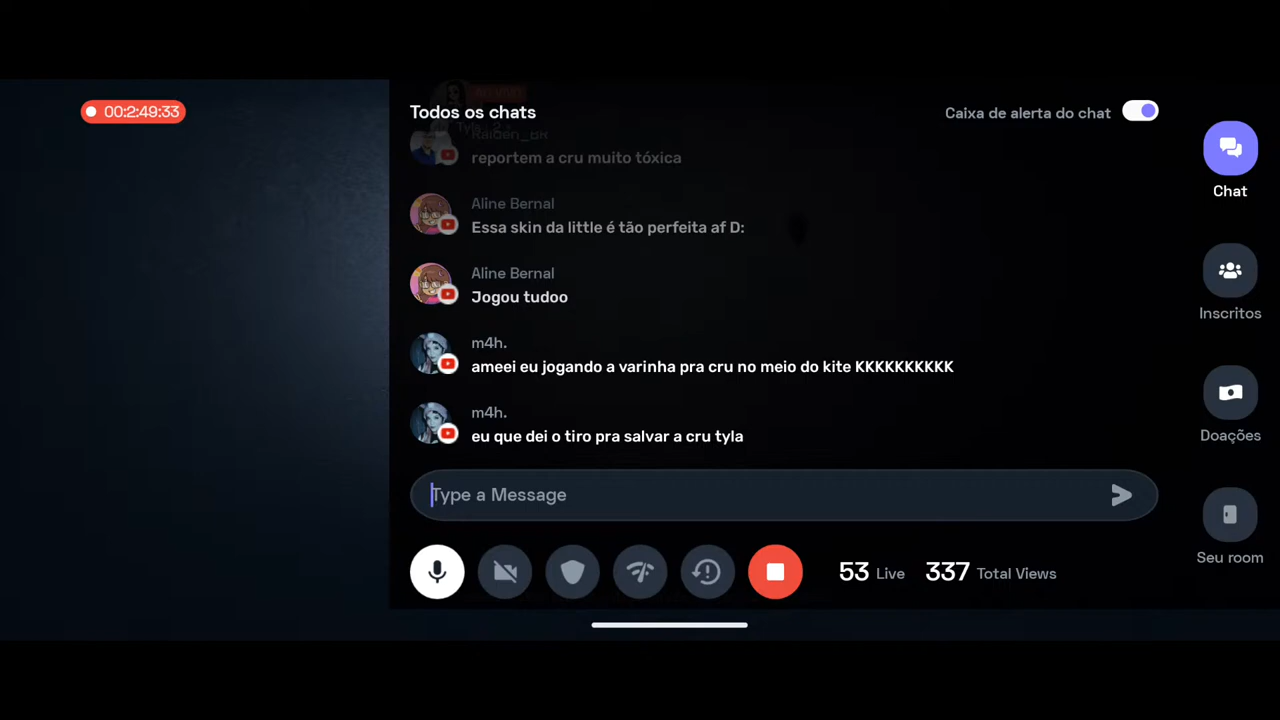 00:2:49:33
Todos os chats
Caixa de alerta do chat
Raiden_BR
reportem a cru muito tóxica
Aline Bernal
Essa skin da little é tão perfeita af D:
Aline Bernal
Jogou tudoo
m4h.
ameei eu jogando a varinha pra cru no meio do kite KKKKKKKKKK
m4h.
eu que dei o tiro pra salvar a cru tyla
Type a Message
53 Live 337 Total Views
Chat
Inscritos
Doações
Seu room